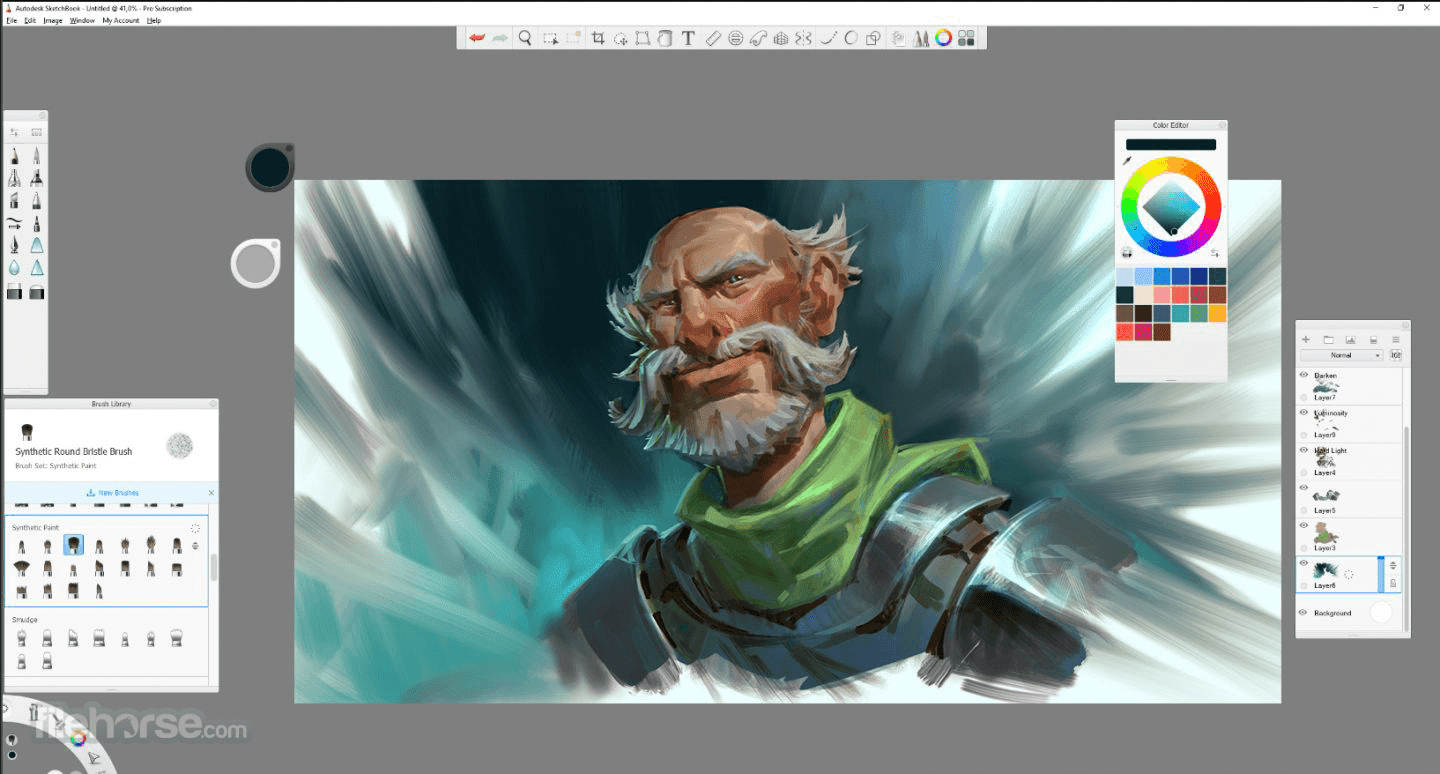 Autodesk SketchBook - Untitled @ 41,0% - Pro Subscription
File Edit Image Window My Account Help
T
Color Editor
Brush Library
Synthetic Round Bristle Brush
Brush Set: Synthetic Paint
New Brushes
Synthetic Paint
Smudge
Normal
Darken
Layer7
Luminosity
Layer9
Hard Light
Layer4
Layer5
Layer3
Layer6
Background
filehorse.com